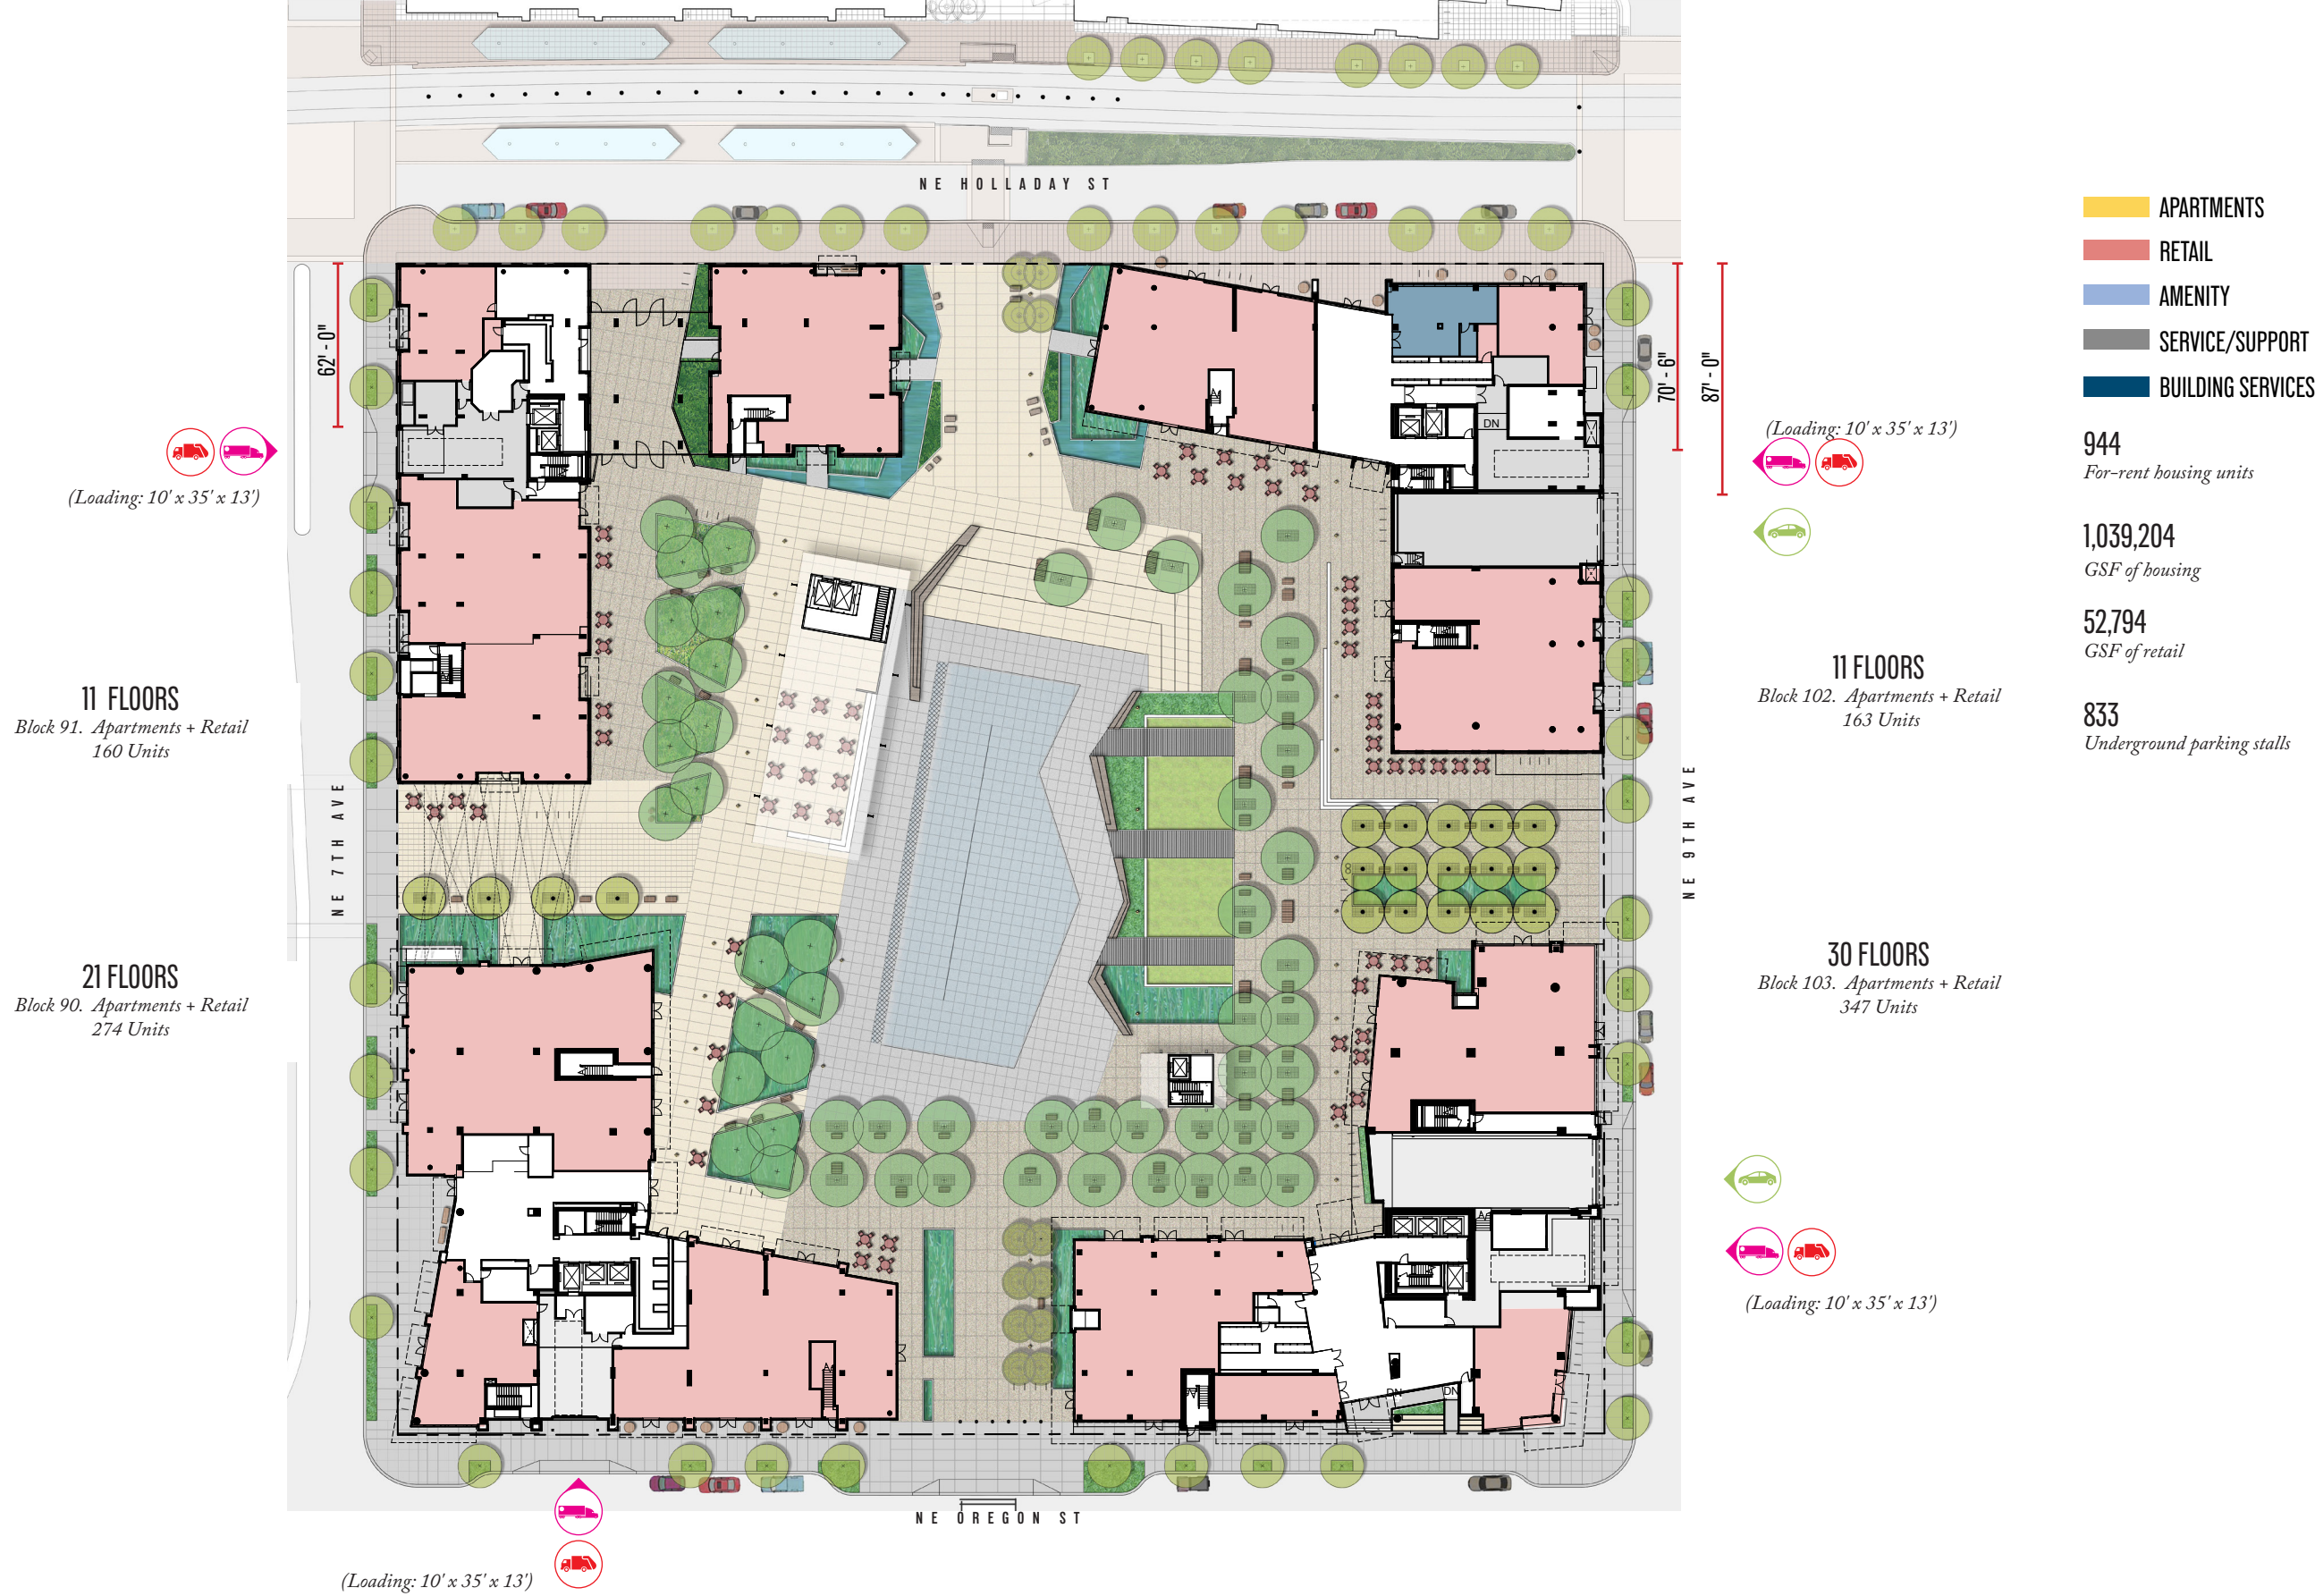 NE HOLLADAY ST
62' - 0"
70' - 6"
87' - 0"
APARTMENTS
RETAIL
AMENITY
SERVICE/SUPPORT
BUILDING SERVICES
944
For-rent housing units
1,039,204
GSF of housing
52,794
GSF of retail
833
Underground parking stalls
(Loading: 10' x 35' x 13')
(Loading: 10' x 35' x 13')
DN
11 FLOORS
Block 91. Apartments + Retail
160 Units
11 FLOORS
Block 102. Apartments + Retail
163 Units
NE 7TH AVE
NE 9TH AVE
21 FLOORS
Block 90. Apartments + Retail
274 Units
30 FLOORS
Block 103. Apartments + Retail
347 Units
(Loading: 10' x 35' x 13')
DN
DN
NE OREGON ST
(Loading: 10' x 35' x 13')